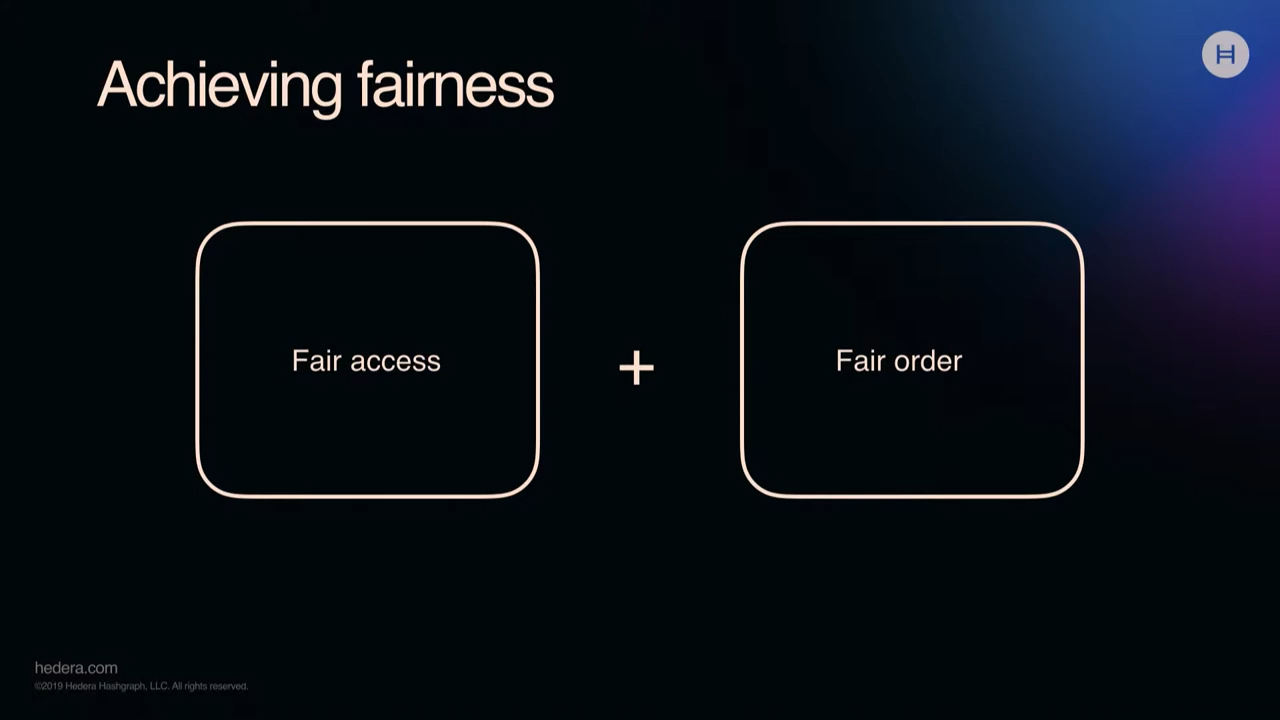 Achieving fairness
Fair access
+
Fair order
hedera.com
©2019 Hedera Hashgraph, LLC. All rights reserved.